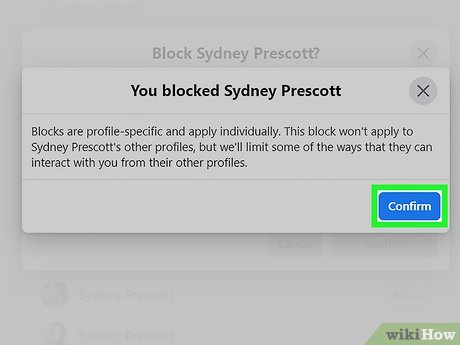 Sydney Prescott
Block Sydney Prescott?
You blocked Sydney Prescott
Blocks are profile-specific and apply individually. This block won't apply to
Sydney Prescott's other profiles, but we'll limit some of the ways that they can
interact with you from their other profiles.
Confirm
Cancel
Confirm
Sydney Prescott
Block
Sydney Prescott
wikiHow